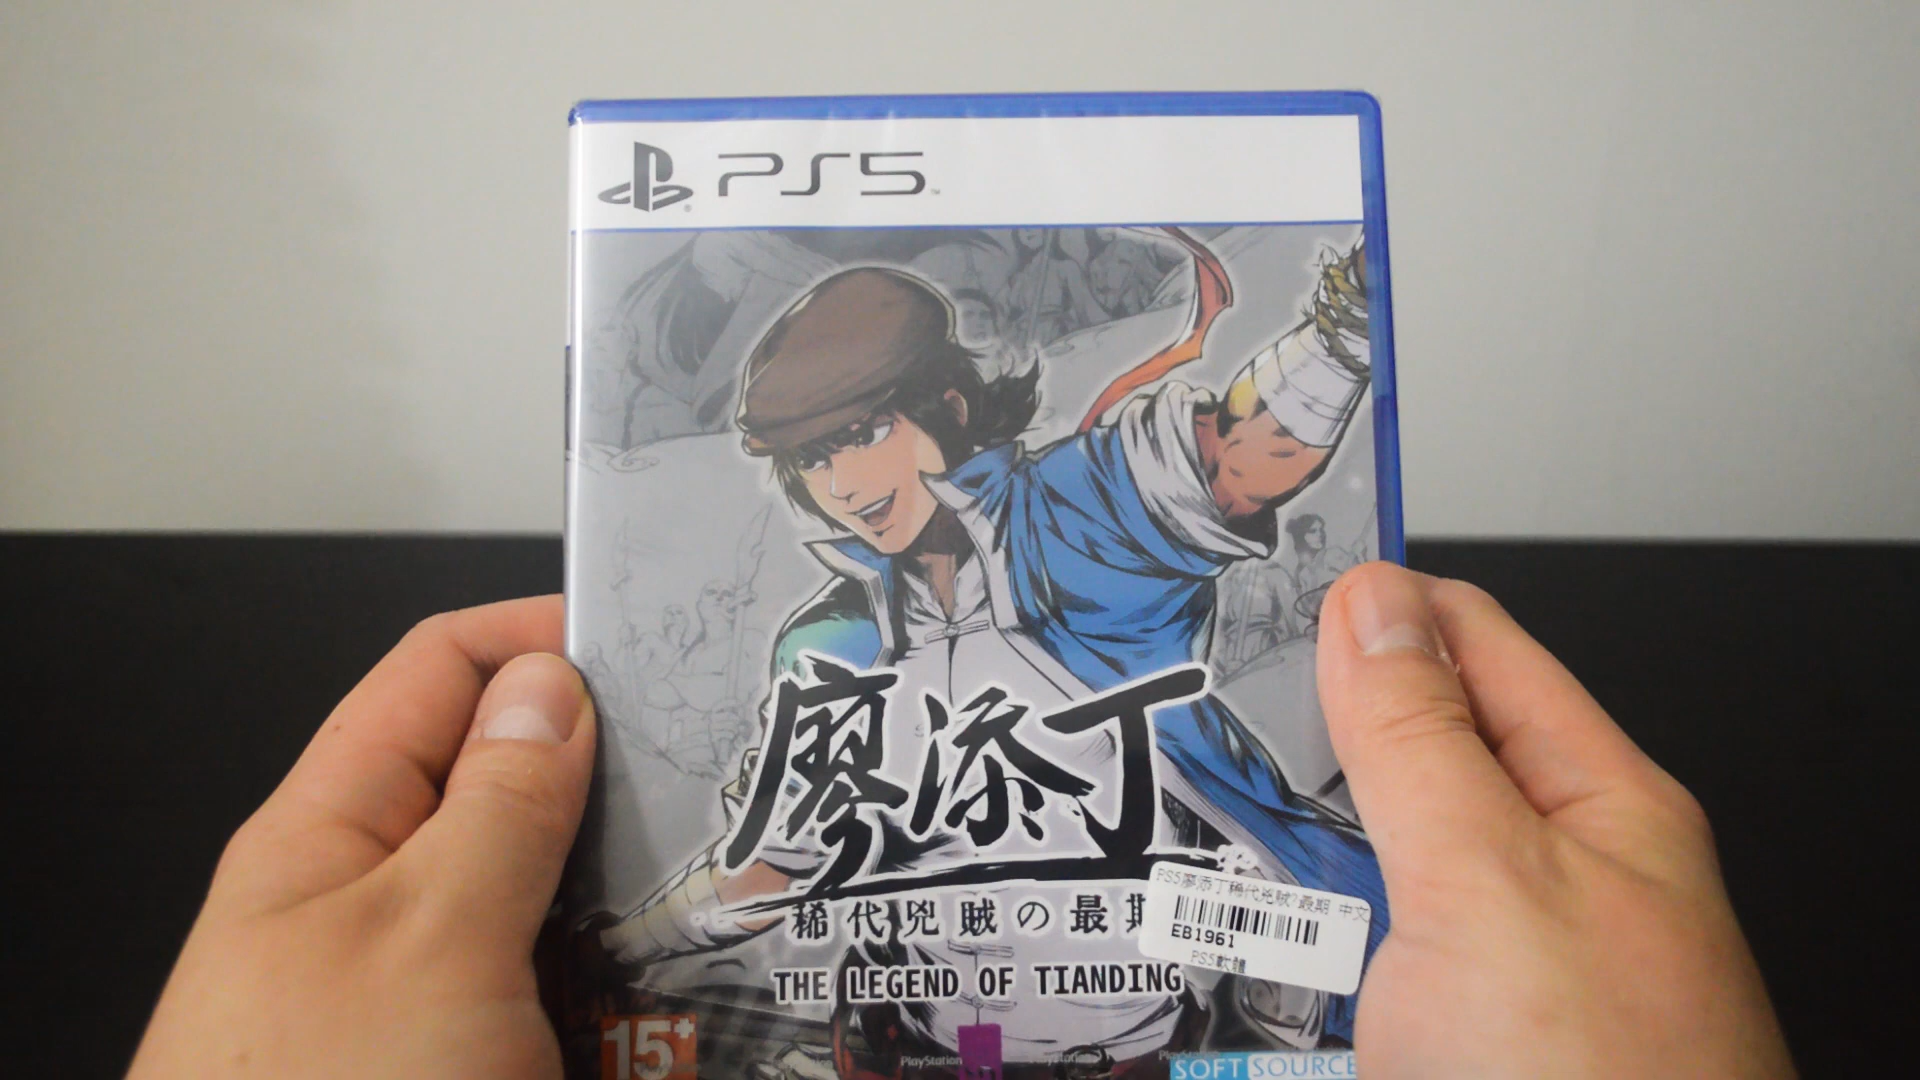 PS5
廖添丁
稀代兇賊の最期
THE LEGEND OF TIANDING
PS5廖添丁稀代兇賊?最期 中文
EB1961
PS5軟體
15+
PlayStation
PlayStation
SOFT SOURCE